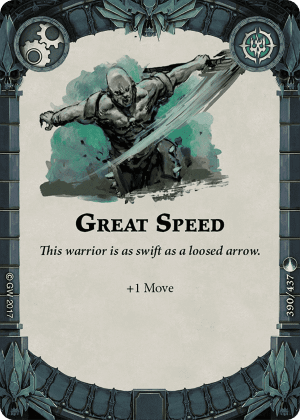 GREAT SPEED
This warrior is as swift as a loosed arrow.
+1 Move
© GW 2017
390/437